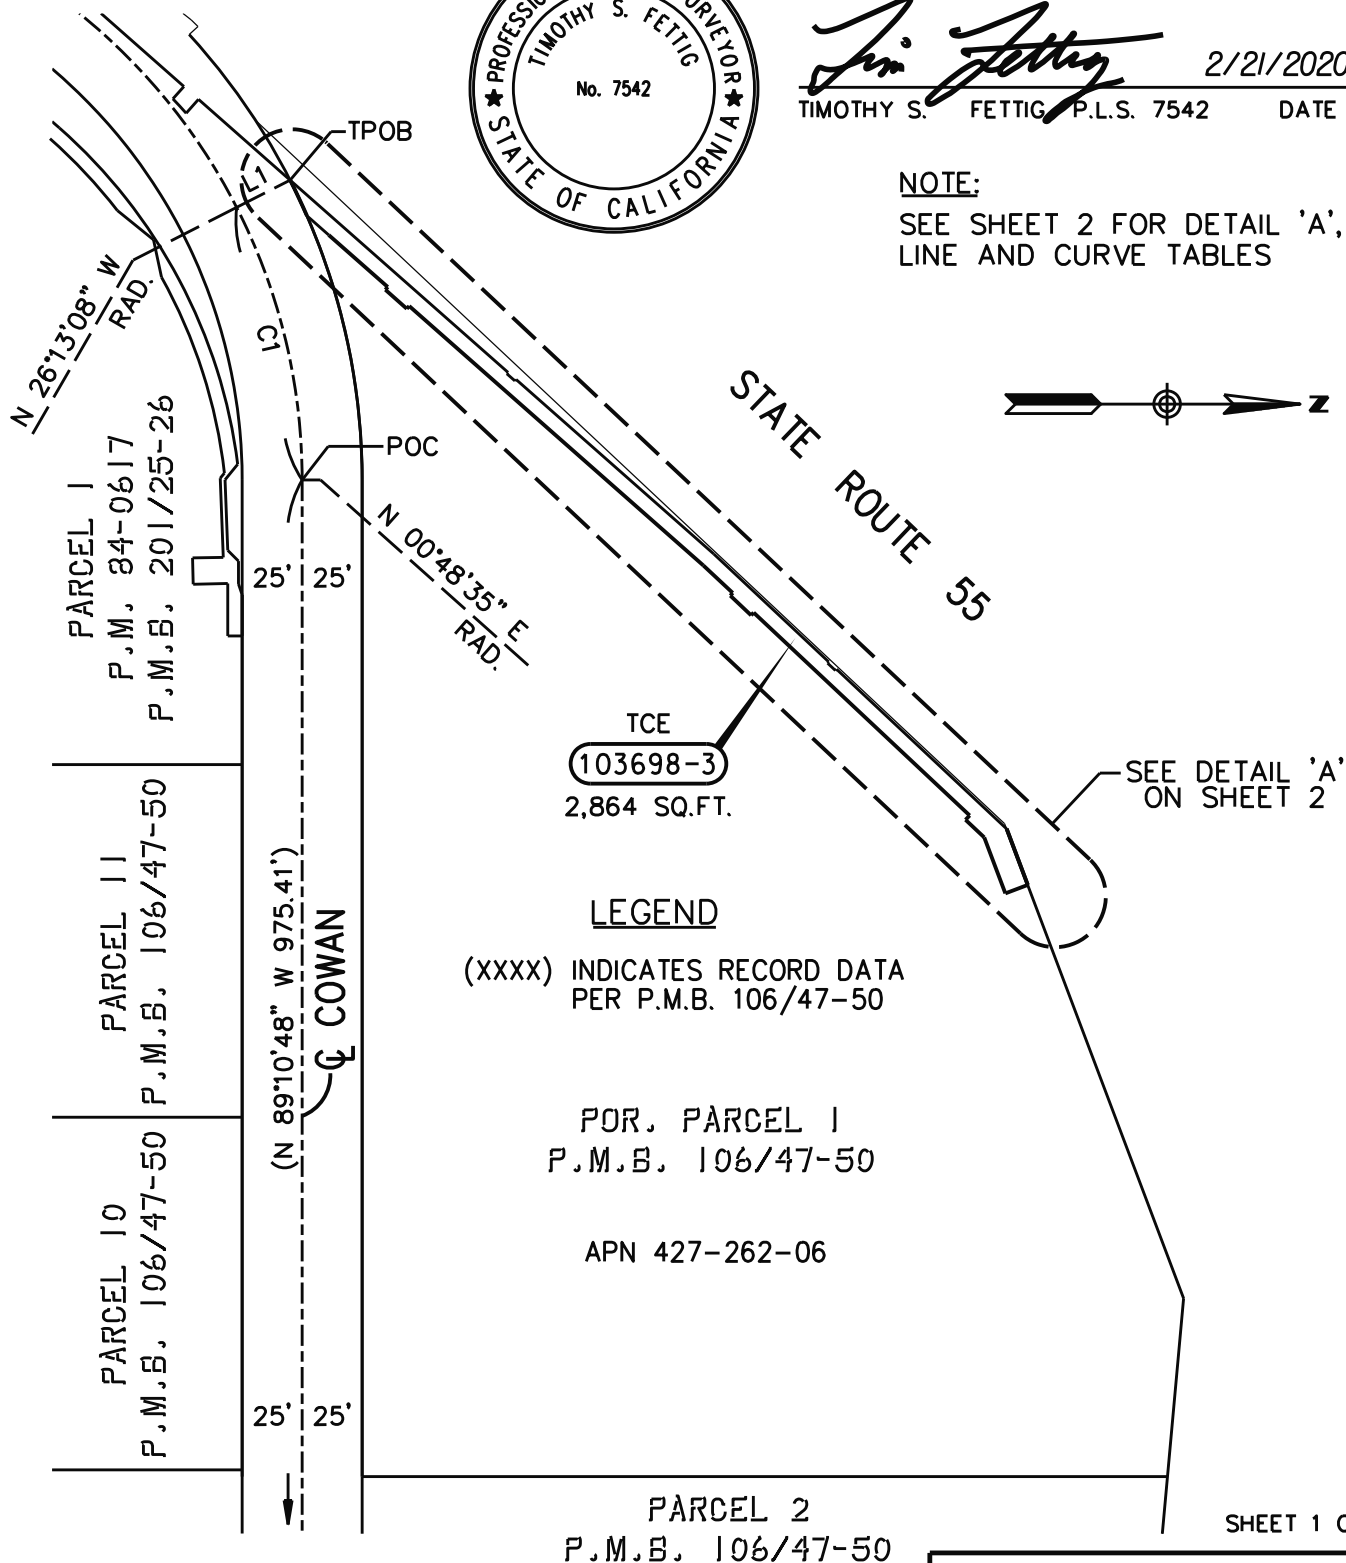 TIMOTHY S. FETTIG
No. 7542
STATE OF CALIFORNIA
Tim Fettig
2/21/2020
TIMOTHY S. FETTIG P.L.S. 7542 DATE
NOTE:
SEE SHEET 2 FOR DETAIL 'A',
LINE AND CURVE TABLES
TPOB
L1
N 26°13'08" W
RAD.
C1
POC
N 00°48'35" E
RAD.
STATE ROUTE 55
N
PARCEL 1
P.M. 84-0617
P.M.B. 201/25-26
25' 25'
TCE
103698-3
2,864 SQ.FT.
SEE DETAIL 'A'
ON SHEET 2
PARCEL 11
P.M.B. 106/47-50
(N 89°10'48" W 975.41')
CL COWAN
LEGEND
(XXXX) INDICATES RECORD DATA
PER P.M.B. 106/47-50
POR. PARCEL 1
P.M.B. 106/47-50
APN 427-262-06
PARCEL 10
P.M.B. 106/47-50
25' 25'
PARCEL 2
P.M.B. 106/47-50
SHEET 1